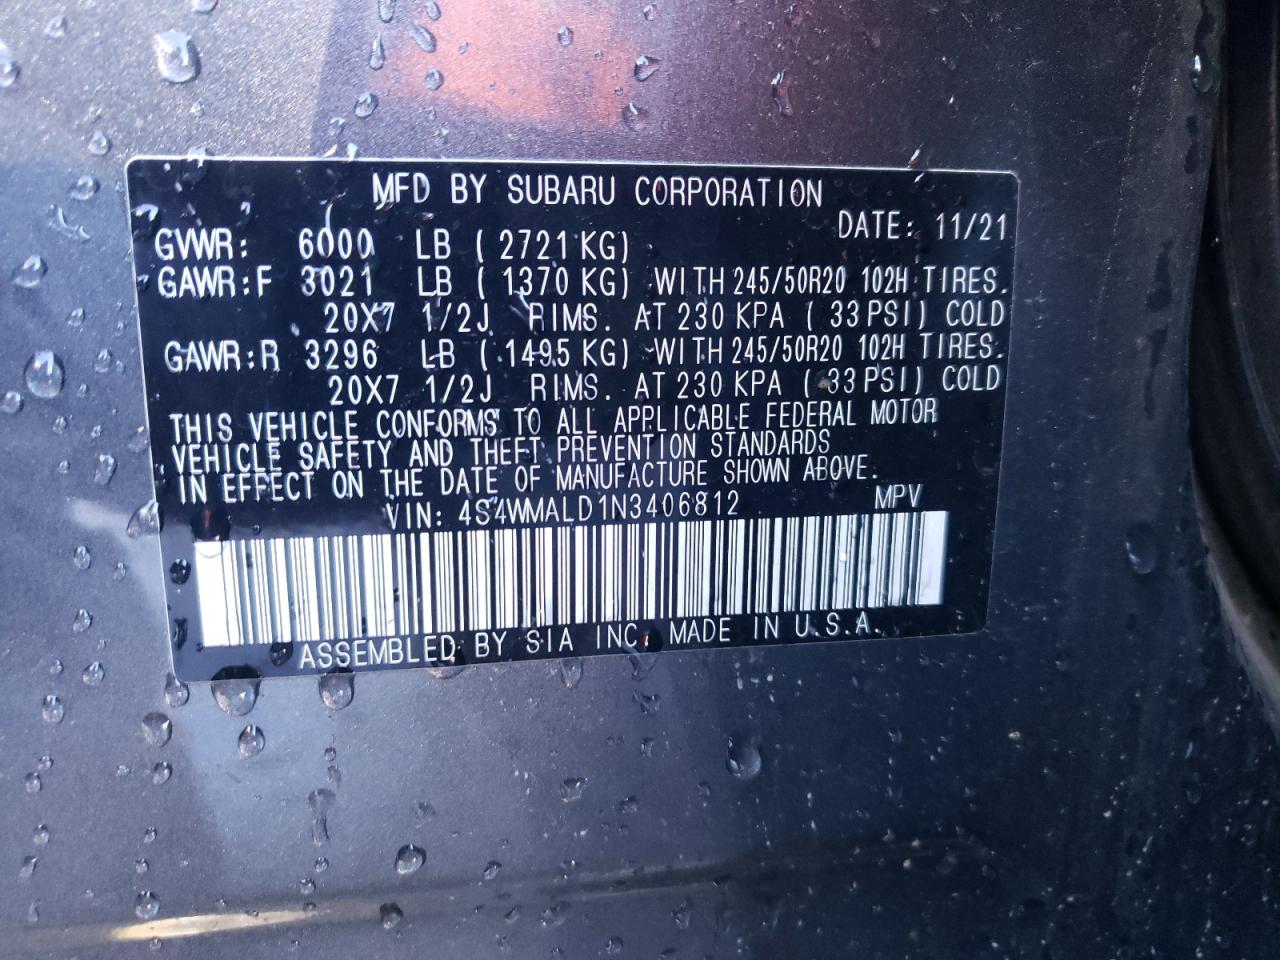 MFD BY SUBARU CORPORATION
DATE: 11/21
GVWR: 6000 LB ( 2721 KG)
GAWR:F 3021 LB ( 1370 KG) WITH 245/50R20 102H TIRES.
20X7 1/2J RIMS. AT 230 KPA ( 33 PSI) COLD
GAWR:R 3296 LB ( 1495 KG) WITH 245/50R20 102H TIRES.
20X7 1/2J RIMS. AT 230 KPA ( 33 PSI) COLD
THIS VEHICLE CONFORMS TO ALL APPLICABLE FEDERAL MOTOR
VEHICLE SAFETY AND THEFT PREVENTION STANDARDS
IN EFFECT ON THE DATE OF MANUFACTURE SHOWN ABOVE.
VIN: 4S4WMALD1N3406812 MPV
ASSEMBLED BY SIA INC. MADE IN U.S.A.